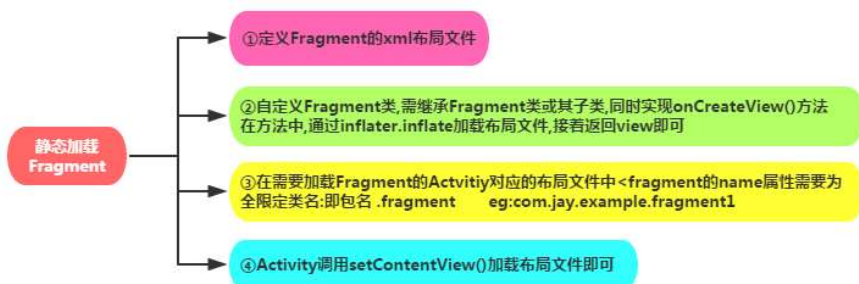 静态加载
Fragment
①定义Fragment的xml布局文件
②自定义Fragment类,需继承Fragment类或其子类,同时实现onCreateView()方法
在方法中,通过inflater.inflate加载布局文件,接着返回view即可
③在需要加载Fragment的Actvitiy对应的布局文件中<fragment的name属性需要为
全限定类名:即包名 .fragment eg:com.jay.example.fragment1
④Activity调用setContentView()加载布局文件即可